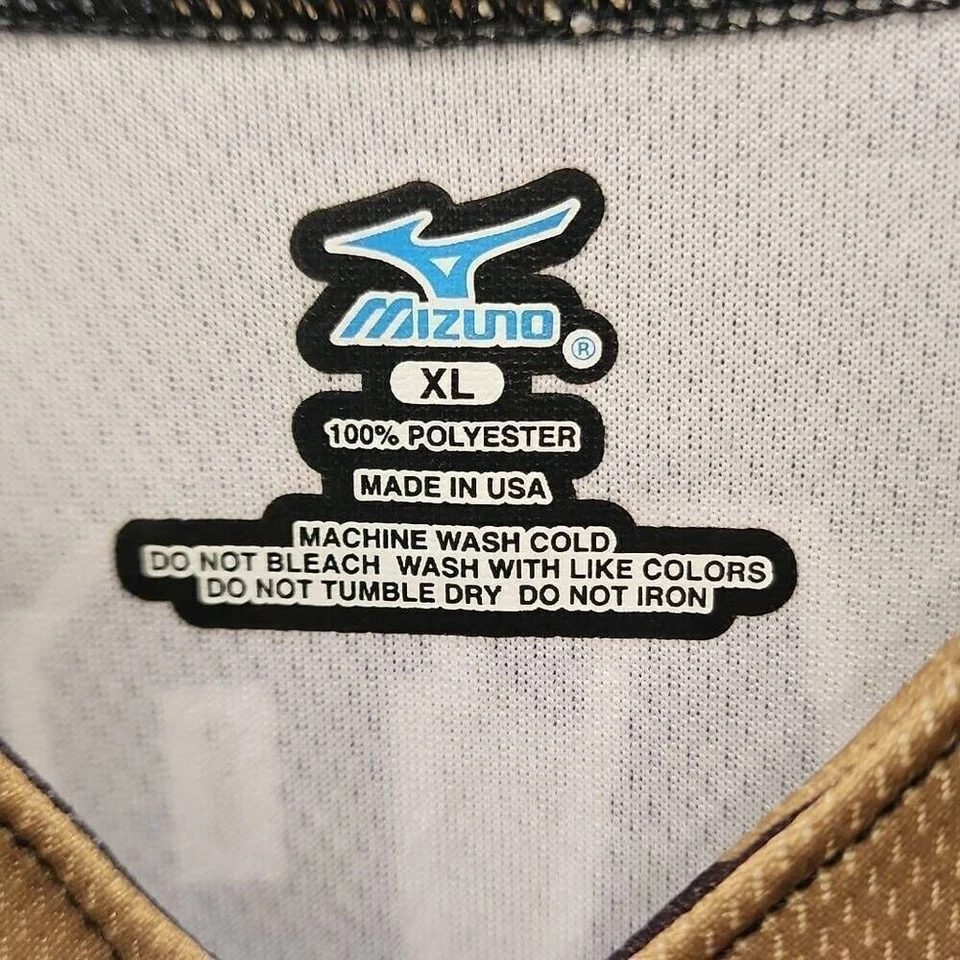 MIZUNO
®
XL
100% POLYESTER
MADE IN USA
MACHINE WASH COLD
DO NOT BLEACH WASH WITH LIKE COLORS
DO NOT TUMBLE DRY DO NOT IRON